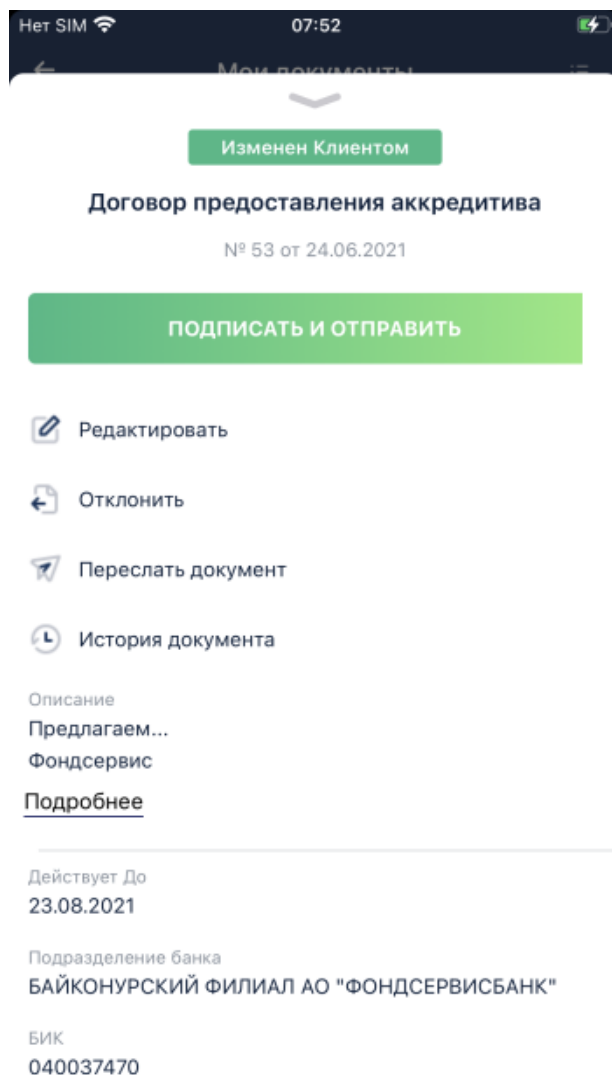 Нет SIM 07:52
Мои документы
Изменен Клиентом
Договор предоставления аккредитива
№ 53 от 24.06.2021
ПОДПИСАТЬ И ОТПРАВИТЬ
Редактировать
Отклонить
Переслать документ
История документа
Описание
Предлагаем...
Фондсервис
Подробнее
Действует До
23.08.2021
Подразделение банка
БАЙКОНУРСКИЙ ФИЛИАЛ АО "ФОНДСЕРВИСБАНК"
БИК
040037470